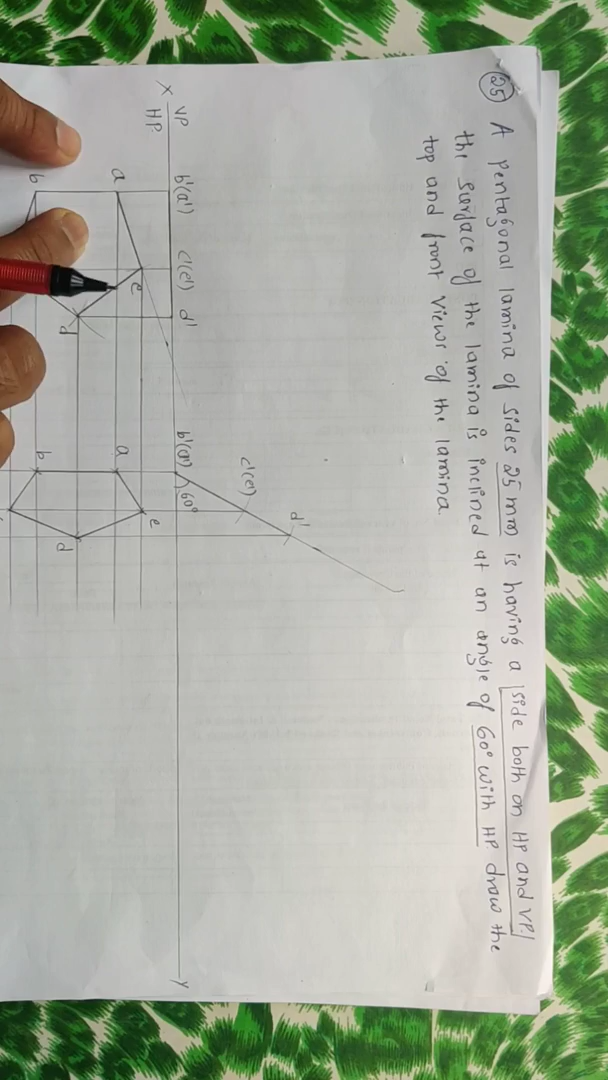 25 A pentagonal lamina of sides 25 mm is having a side both on HP and VP.
the surface of the lamina is inclined at an angle of 60° with HP draw the
top and front views of the lamina.
X VP
HP
b'(a') c'(e') d' b'(a') 60° c'(e') d' Y
a e b d
a e b d